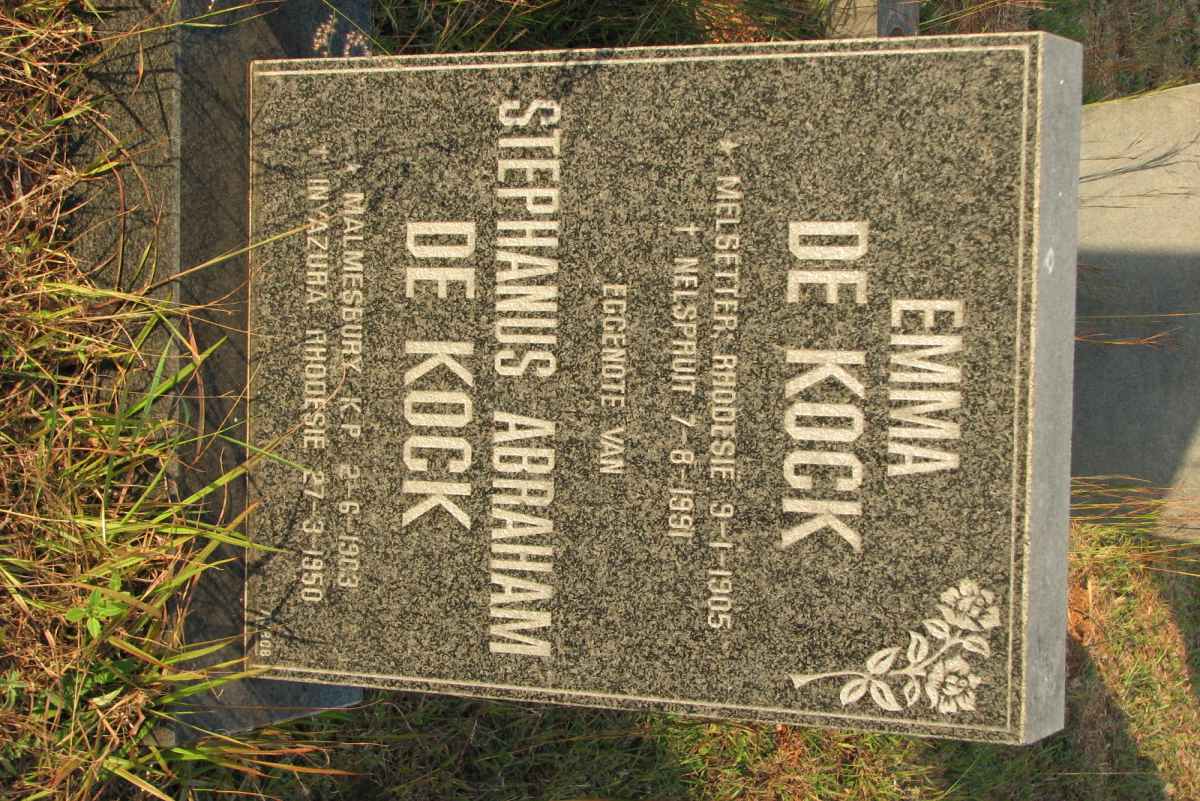 EMMA
DE KOCK
★ MELSETTER RHODESIE 9-1-1905
✝ NELSPRUIT 7-8-1991
EGGENOTE VAN
STEPHANUS ABRAHAM
DE KOCK
★ MALMESBURY K.P. 2-6-1903
✝ INYAZURA RHODESIE 27-3-1950